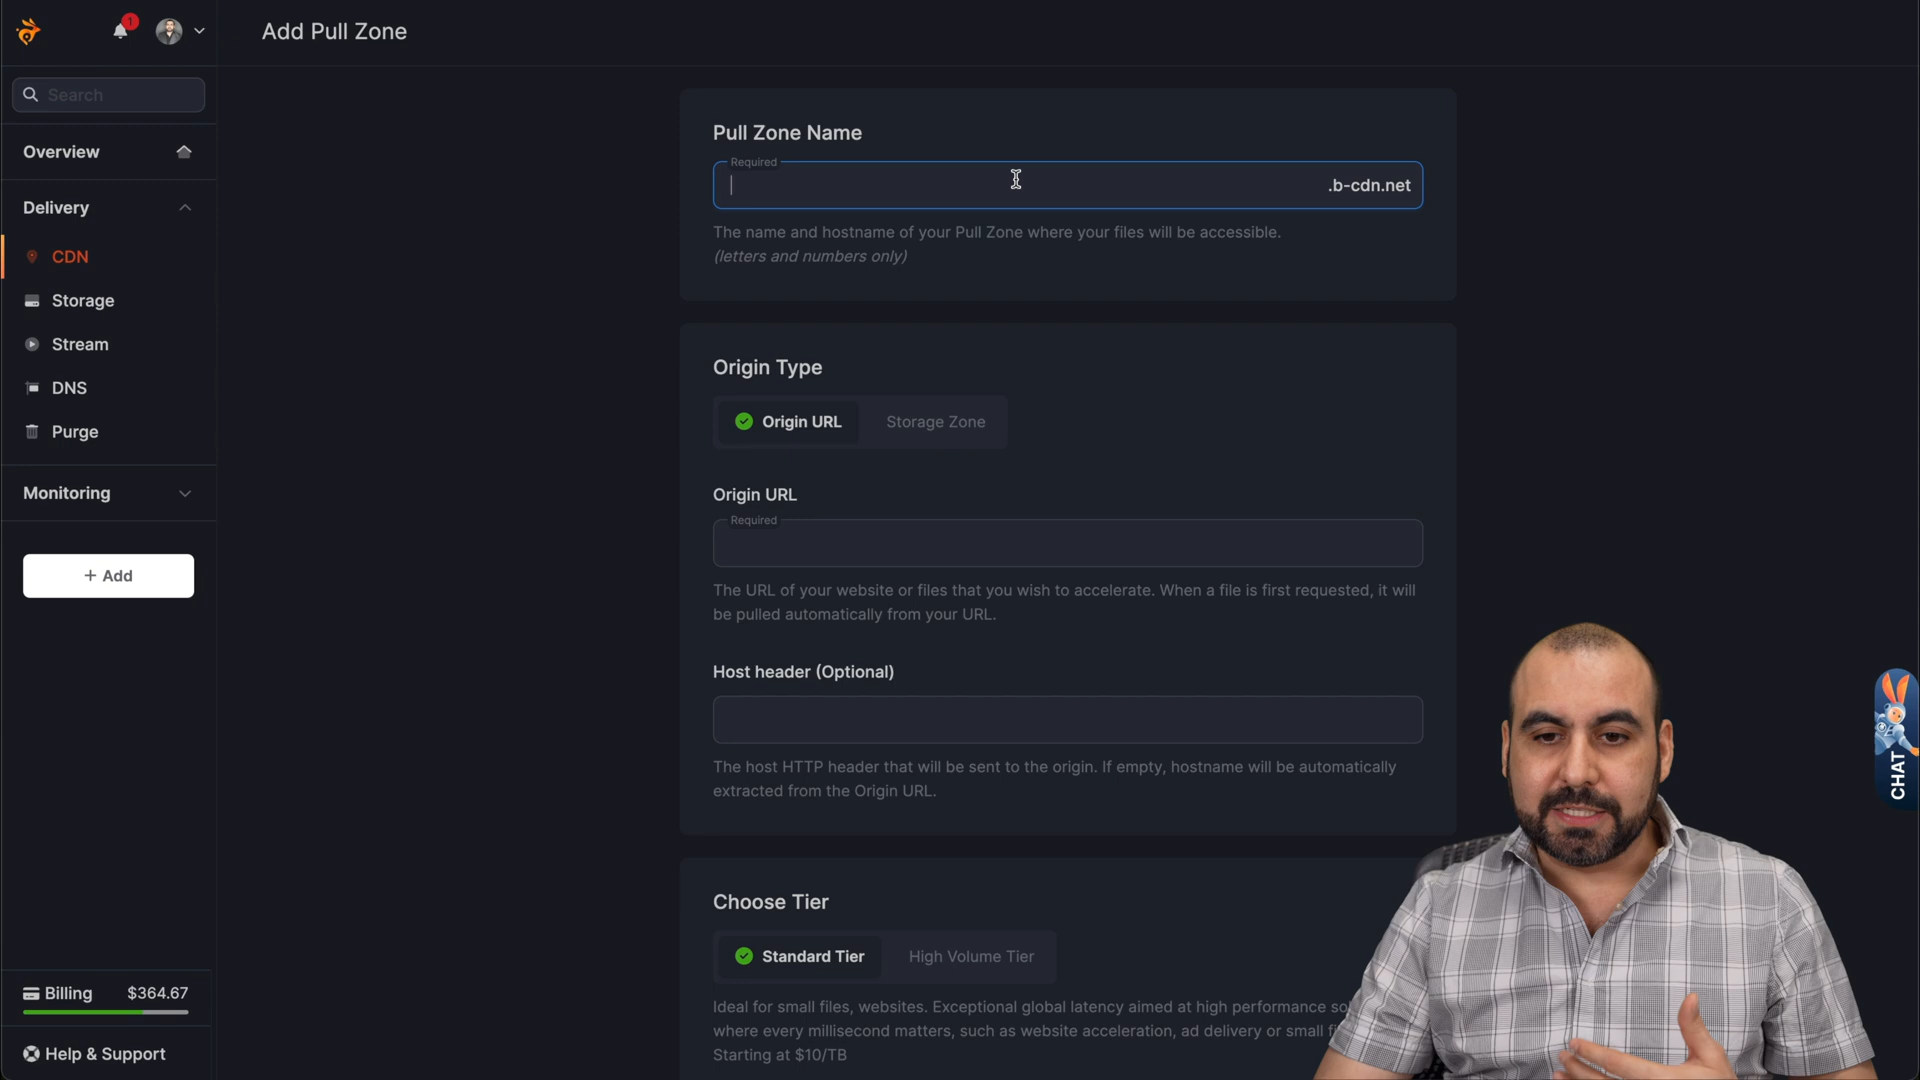 1
Add Pull Zone
Search
Overview
Delivery
CDN
Storage
Stream
DNS
Purge
Monitoring
+ Add
Billing $364.67
Help & Support
Pull Zone Name
Required
.b-cdn.net
The name and hostname of your Pull Zone where your files will be accessible.
(letters and numbers only)
Origin Type
Origin URL Storage Zone
Origin URL
Required
The URL of your website or files that you wish to accelerate. When a file is first requested, it will
be pulled automatically from your URL.
Host header (Optional)
The host HTTP header that will be sent to the origin. If empty, hostname will be automatically
extracted from the Origin URL.
Choose Tier
Standard Tier High Volume Tier
Ideal for small files, websites. Exceptional global latency aimed at high performance
where every millisecond matters, such as website acceleration, ad delivery or small
Starting at $10/TB
CHAT